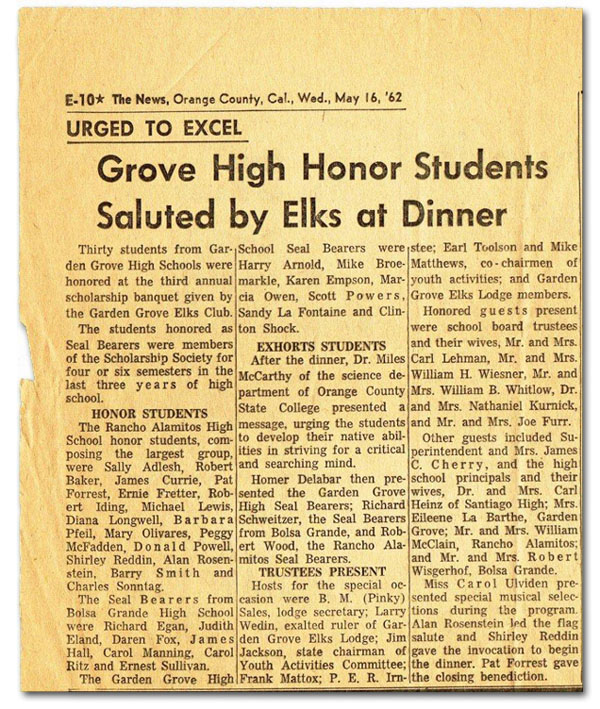 E-10★ The News, Orange County, Cal., Wed., May 16, '62
URGED TO EXCEL
Grove High Honor Students
Saluted by Elks at Dinner
Thirty students from Gar-
den Grove High Schools were
honored at the third annual
scholarship banquet given by
the Garden Grove Elks Club.
The students honored as
Seal Bearers were members
of the Scholarship Society for
four or six semesters in the
last three years of high
school.
HONOR STUDENTS
The Rancho Alamitos High
School honor students, com-
posing the largest group,
were Sally Adlesh, Robert
Baker, James Currie, Pat
Forrest, Ernie Fretter, Rob-
ert Iding, Michael Lewis,
Diana Longwell, Barbara
Pfeil, Mary Olivares, Peggy
McFadden, Donald Powell,
Shirley Reddin, Alan Rosen-
stein, Barry Smith and
Charles Sonntag.
The Seal Bearers from
Bolsa Grande High School
were Richard Egan, Judith
Eland, Daren Fox, James
Hall, Carol Manning, Carol
Ritz and Ernest Sullivan.
The Garden Grove High
School Seal Bearers were
Harry Arnold, Mike Broe-
markle, Karen Empson, Mar-
cia Owen, Scott Powers,
Sandy La Fontaine and Clin-
ton Shock.
EXHORTS STUDENTS
After the dinner, Dr. Miles
McCarthy of the science de-
partment of Orange County
State College presented a
message, urging the students
to develop their native abil-
ities in striving for a critical
and searching mind.
Homer Delabar then pre-
sented the Garden Grove
High Seal Bearers; Richard
Schweitzer, the Seal Bearers
from Bolsa Grande, and Rob-
ert Wood, the Rancho Ala-
mitos Seal Bearers.
TRUSTEES PRESENT
Hosts for the special oc-
casion were B. M. (Pinky)
Sales, lodge secretary; Larry
Wedin, exalted ruler of Gar-
den Grove Elks Lodge; Jim
Jackson, state chairman of
Youth Activities Committee;
Frank Mattox; P. E. R. Irn-
stee; Earl Toolson and Mike
Matthews, co-chairmen of
youth activities; and Garden
Grove Elks Lodge members.
Honored guests present
were school board trustees
and their wives, Mr. and Mrs.
Carl Lehman, Mr. and Mrs.
William H. Wiesner, Mr. and
Mrs. William B. Whitlow, Dr.
and Mrs. Nathaniel Kurnick,
and Mr. and Mrs. Joe Furr.
Other guests included Su-
perintendent and Mrs. James
C. Cherry, and the high
school principals and their
wives, Dr. and Mrs. Carl
Heinz of Santiago High; Mrs.
Eileene La Barthe, Garden
Grove; Mr. and Mrs. William
McClain, Rancho Alamitos;
and Mr. and Mrs. Robert
Wisgerhof, Bolsa Grande.
Miss Carol Ulviden pre-
sented special musical selec-
tions during the program.
Alan Rosenstein led the flag
salute and Shirley Reddin
gave the invocation to begin
the dinner. Pat Forrest gave
the closing benediction.